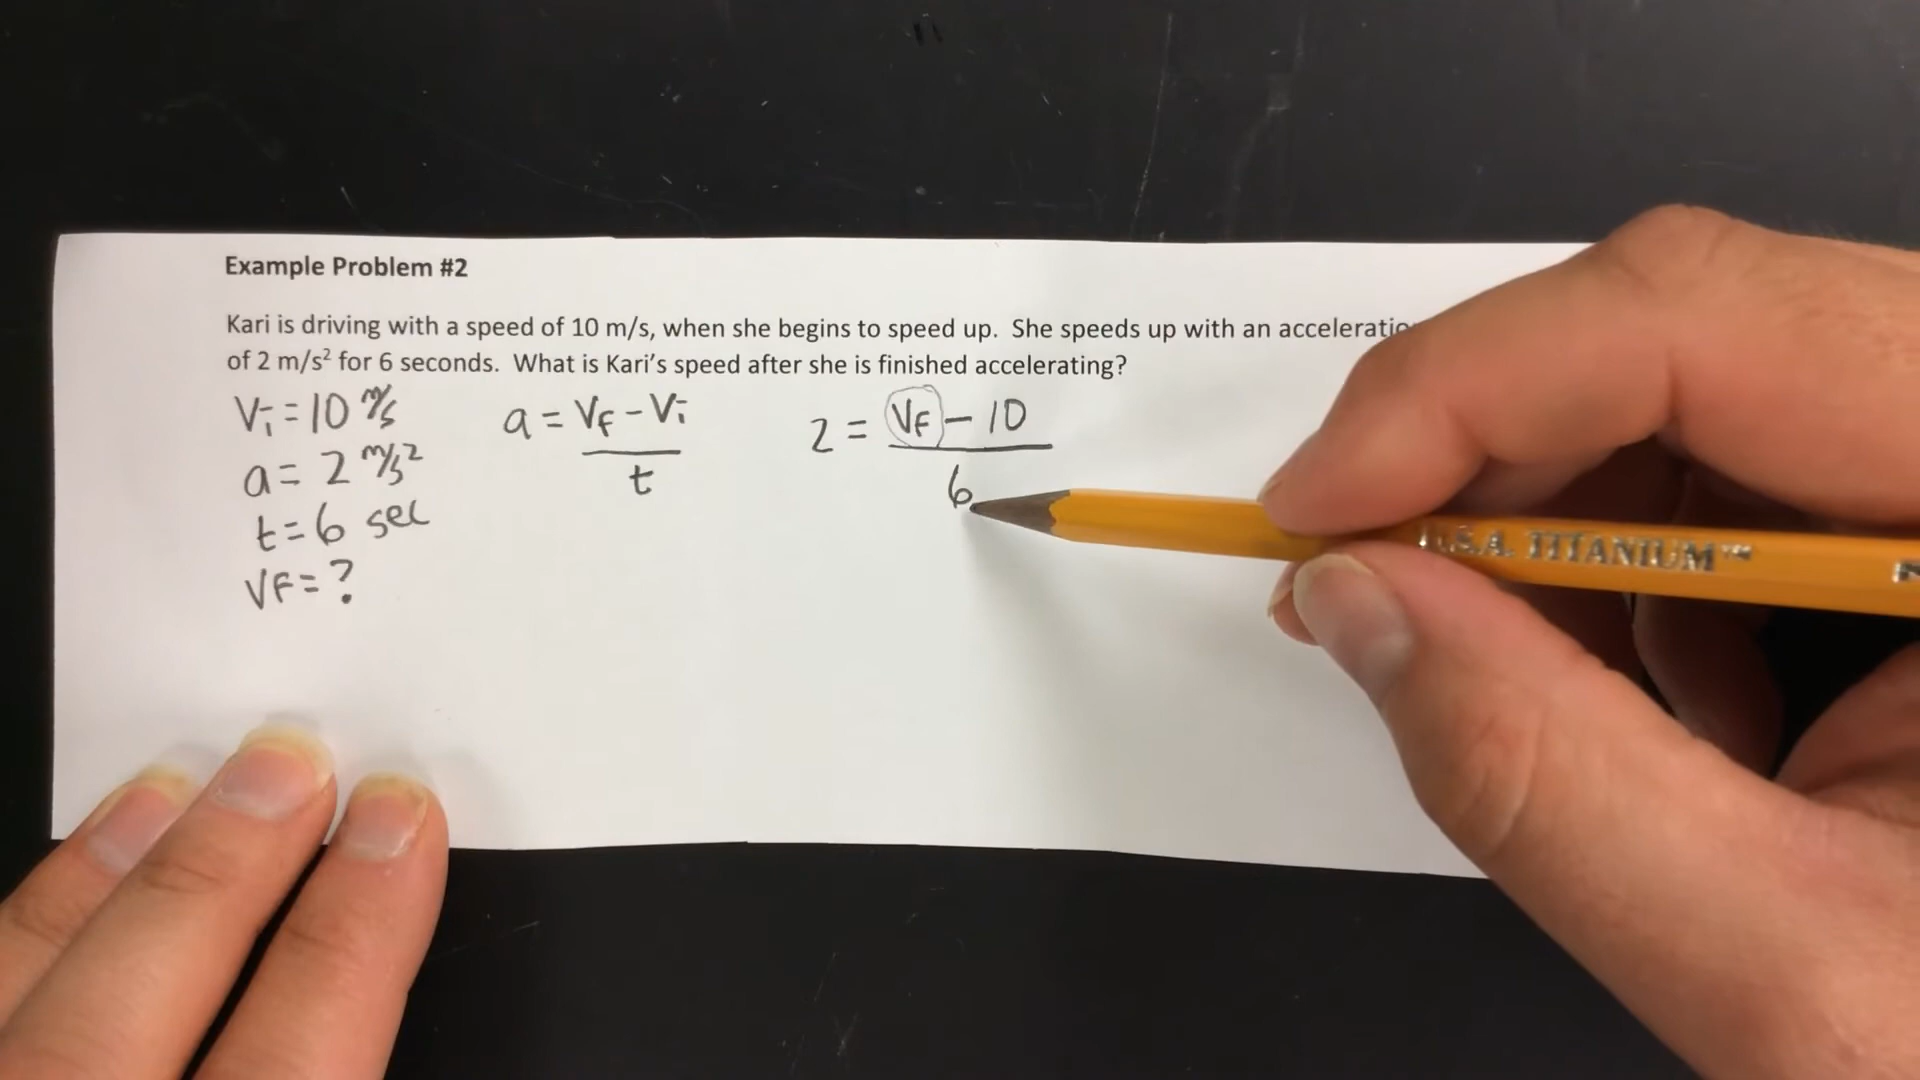 Example Problem #2
Kari is driving with a speed of 10 m/s, when she begins to speed up. She speeds up with an
of 2 m/s² for 6 seconds. What is Kari's speed after she is finished accelerating?
Vi = 10 m/s
a = 2 m/s²
t = 6 sec
VF = ?
a = VF - Vi
t
2 = VF - 10
6
U.S.A. TITANIUM™